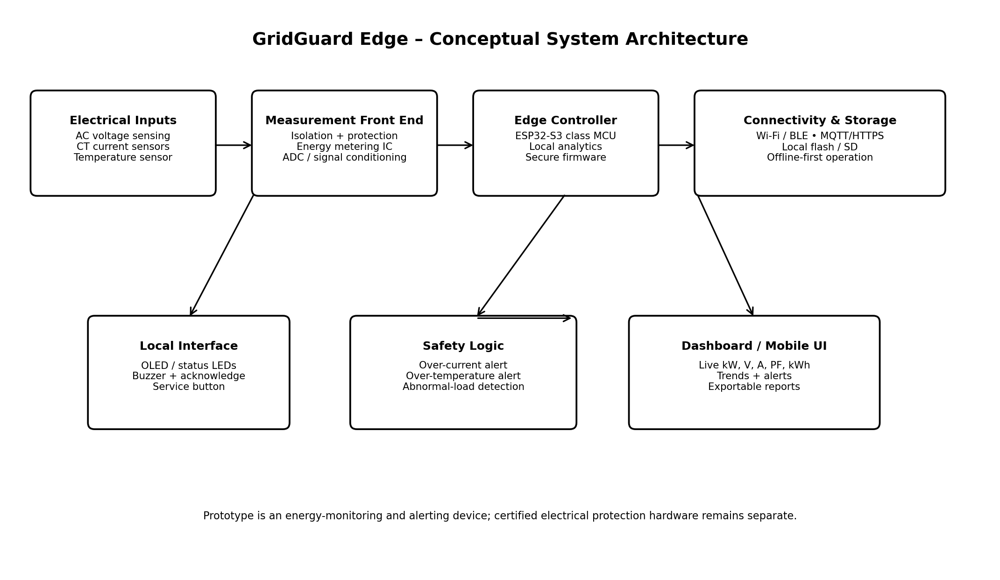 GridGuard Edge – Conceptual System Architecture
Electrical Inputs
AC voltage sensing
CT current sensors
Temperature sensor
Measurement Front End
Isolation + protection
Energy metering IC
ADC / signal conditioning
Edge Controller
ESP32-S3 class MCU
Local analytics
Secure firmware
Connectivity & Storage
Wi-Fi / BLE • MQTT/HTTPS
Local flash / SD
Offline-first operation
Local Interface
OLED / status LEDs
Buzzer + acknowledge
Service button
Safety Logic
Over-current alert
Over-temperature alert
Abnormal-load detection
Dashboard / Mobile UI
Live kW, V, A, PF, kWh
Trends + alerts
Exportable reports
Prototype is an energy-monitoring and alerting device; certified electrical protection hardware remains separate.